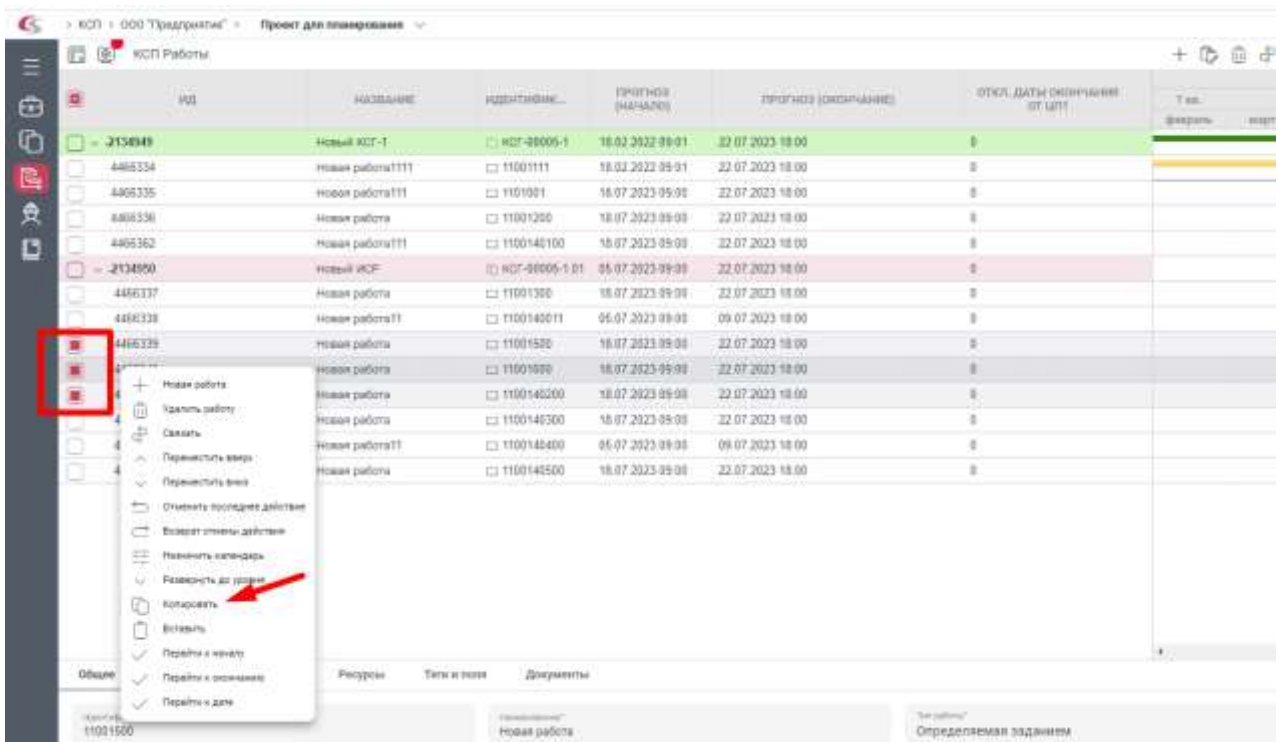 > КСП > ООО "Предприятие" > Проект для планирования
КСП Работы
ИД НАЗВАНИЕ ИДЕНТИФИК... ПРОГНОЗ (НАЧАЛО) ПРОГНОЗ (ОКОНЧАНИЕ) ОТКЛ. ДАТЫ ОКОНЧАНИЯ ОТ ЦП1 1 кв.
февраль март
2134949 Новый КСГ-1 КСГ-00005-1 18.02.2022 09:01 22.07.2023 18:00 0
4466334 Новая работа1111 11001111 18.02.2022 09:01 22.07.2023 18:00 0
4466335 Новая работа111 1101001 18.07.2023 09:00 22.07.2023 18:00 0
4466336 Новая работа 11001200 18.07.2023 09:00 22.07.2023 18:00 0
4466362 Новая работа111 1100140100 18.07.2023 09:00 22.07.2023 18:00 0
2134950 Новый ИСР КСГ-00005-1.01 05.07.2023 09:00 22.07.2023 18:00 0
4466337 Новая работа 11001300 18.07.2023 09:00 22.07.2023 18:00 0
4466338 Новая работа11 1100140011 05.07.2023 09:00 09.07.2023 18:00 0
4466339 Новая работа 11001500 18.07.2023 09:00 22.07.2023 18:00 0
Новая работа 11001600 18.07.2023 09:00 22.07.2023 18:00 0
4 Новая работа 1100140200 18.07.2023 09:00 22.07.2023 18:00 0
4 Новая работа 1100140300 18.07.2023 09:00 22.07.2023 18:00 0
4 Новая работа11 1100140400 05.07.2023 09:00 09.07.2023 18:00 0
4 Новая работа 1100140500 18.07.2023 09:00 22.07.2023 18:00 0
Новая работа
Удалить работу
Связать
Переместить вверх
Переместить вниз
Отменить последнее действие
Возврат отмены действия
Назначить календарь
Развернуть до уровня
Копировать
Вставить
Перейти к началу
Перейти к окончанию
Перейти к дате
Общее Ресурсы Теги и поля Документы
Наименование* Тип работы*
11001500 Новая работа Определяемая заданием